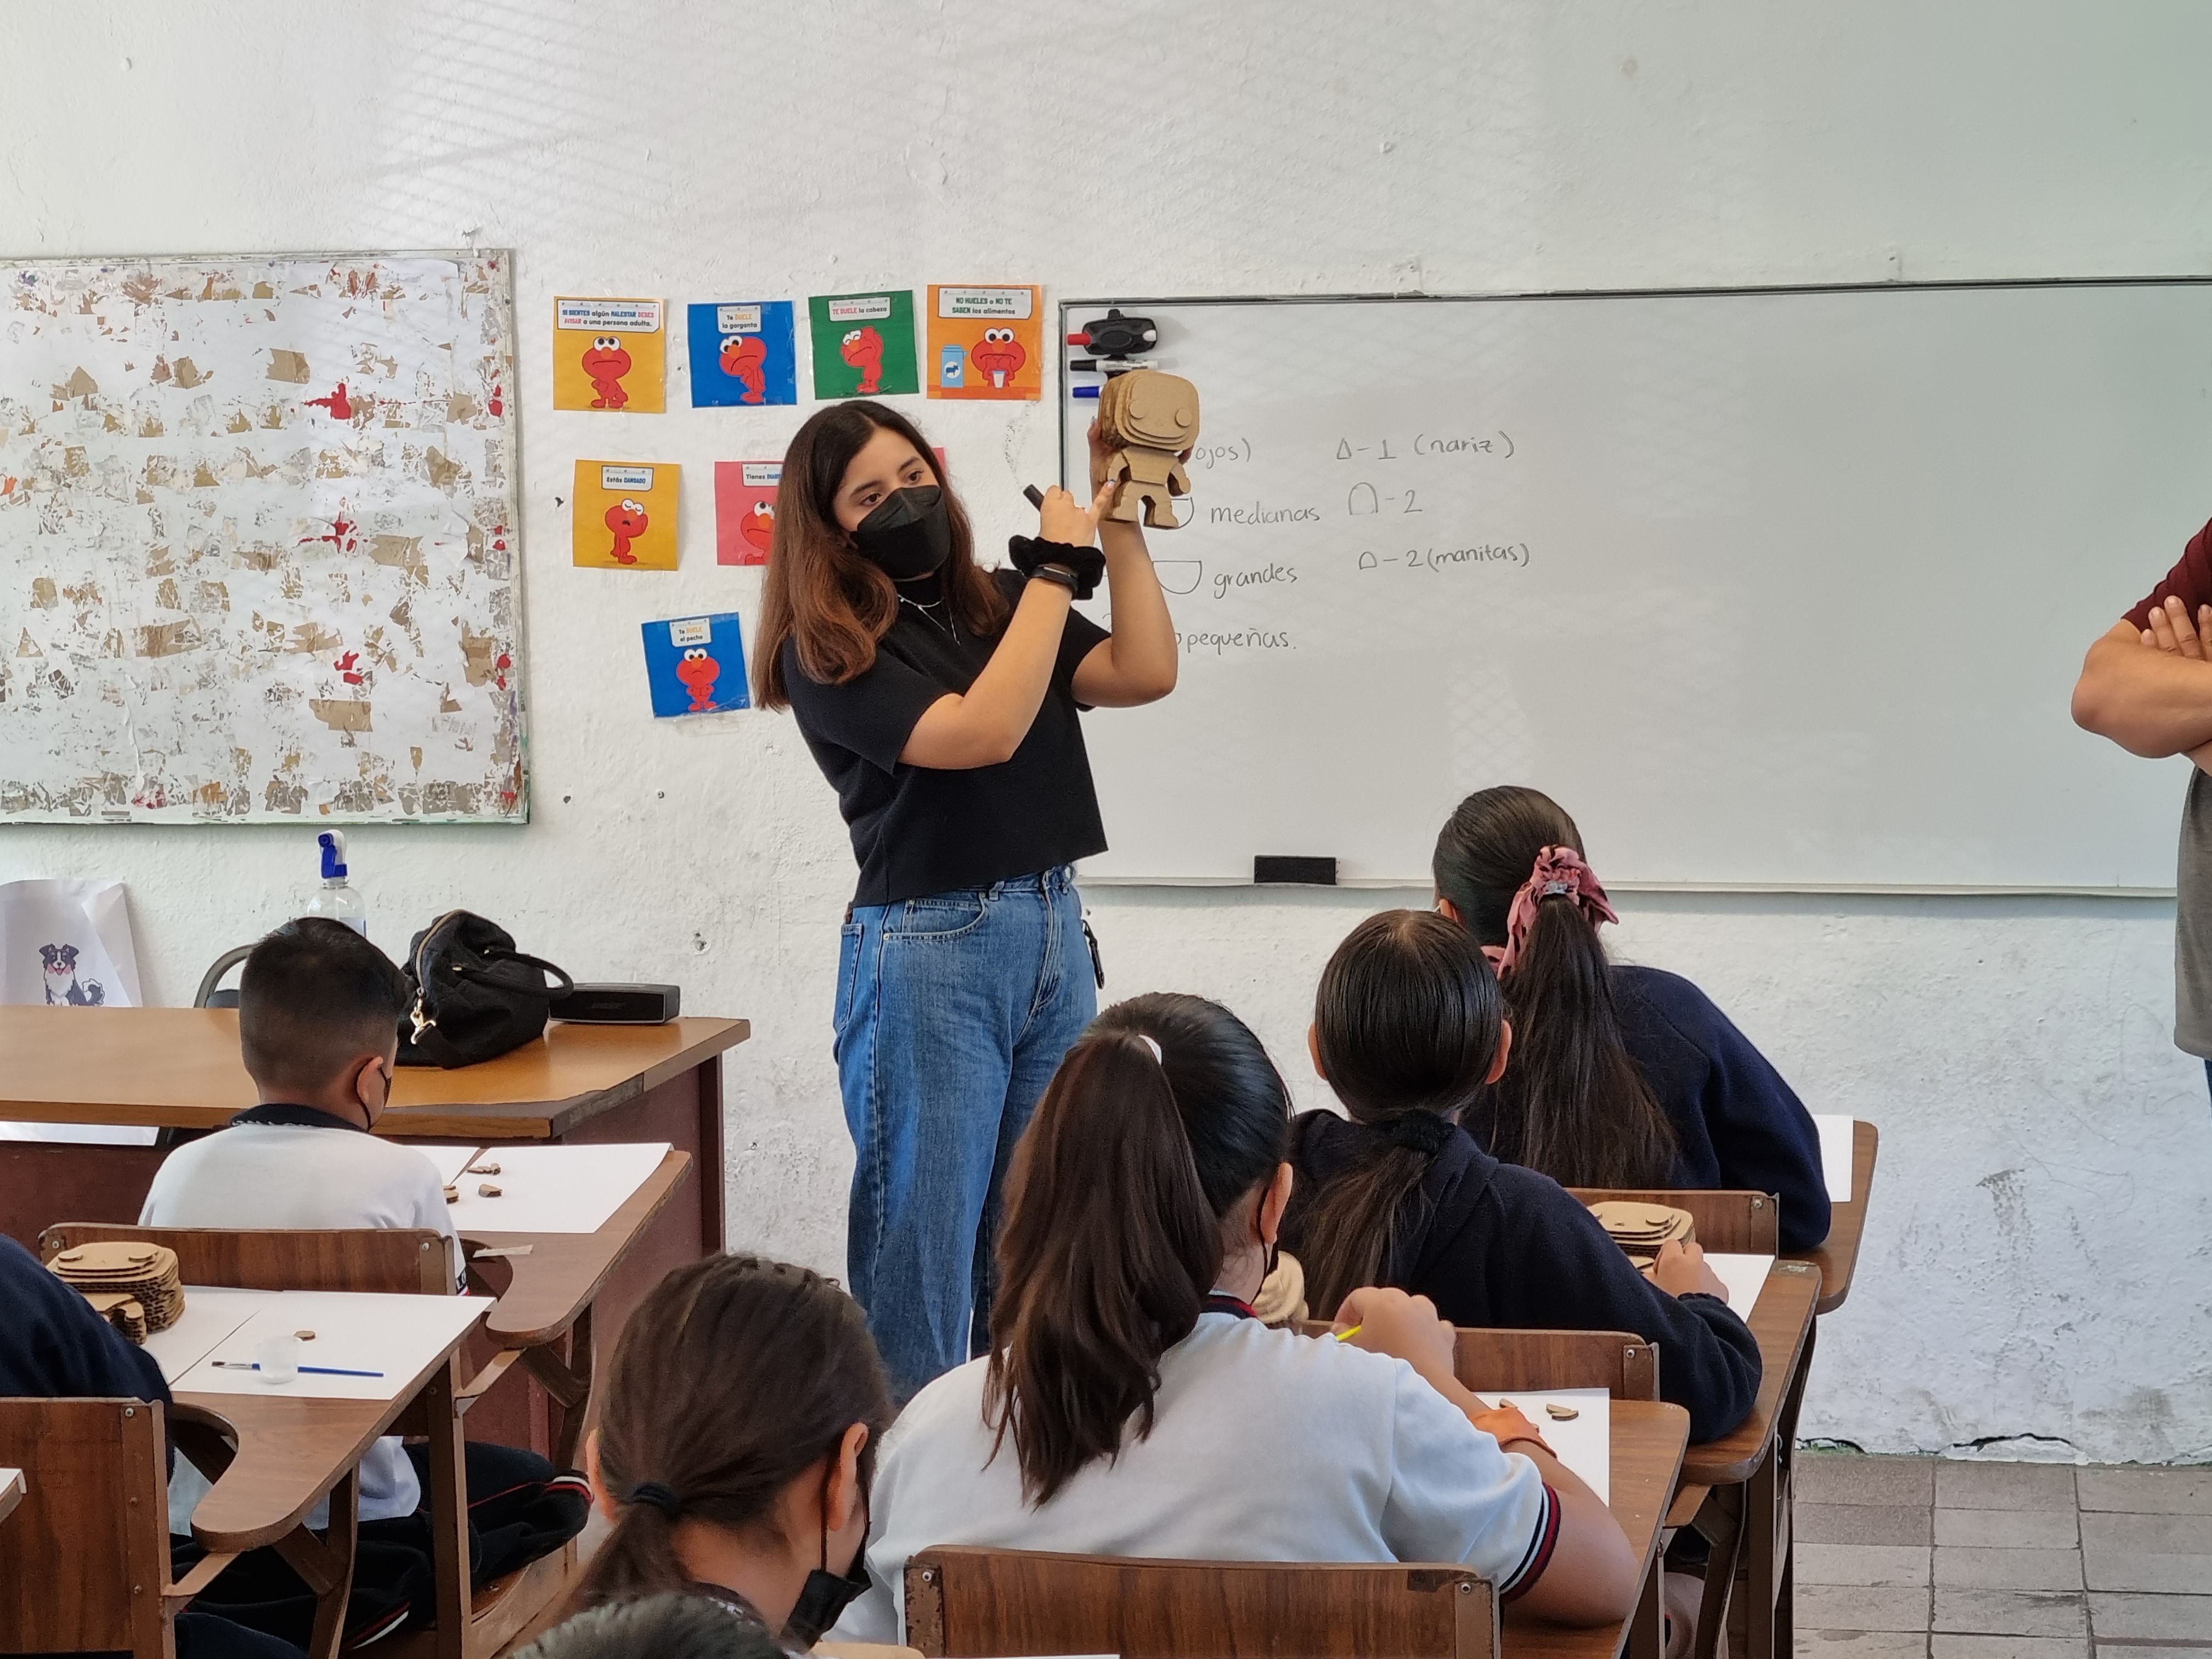 SI SIENTES algún MALESTAR DEBES
AVISAR a una persona adulta.
Te DUELE
la garganta
TE DUELE la cabeza
NO HUELES o NO TE
SABEN los alimentos
Estás CANSADO
Tienes
Te DUELE
el pecho
ojos)
medianas
grandes
pequeñas.
Δ-1 (nariz)
∩-2
⌓-2 (manitas)